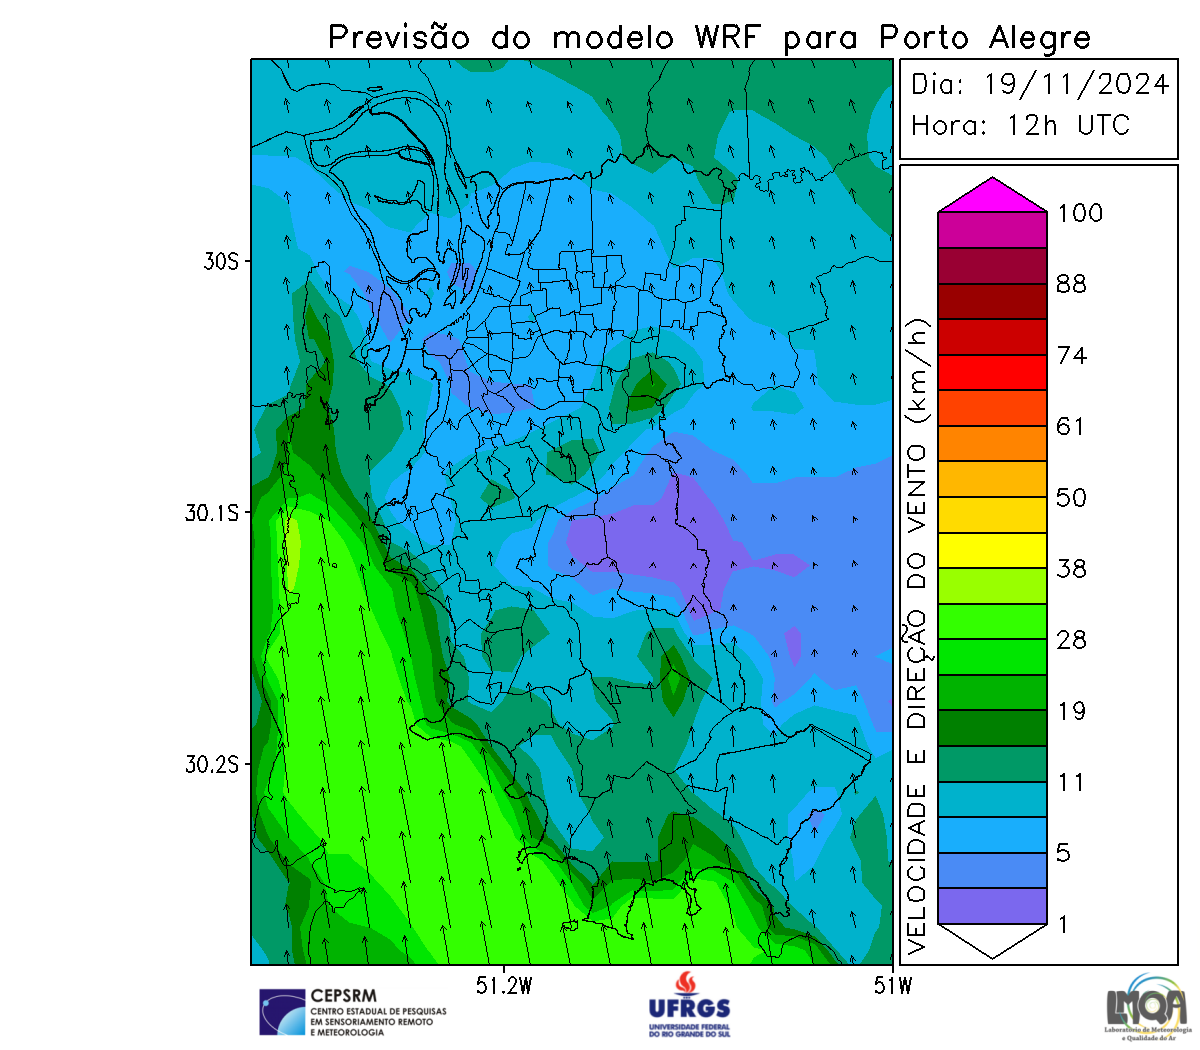 Previsão do modelo WRF para Porto Alegre
Dia: 19/11/2024
Hora: 12h UTC
VELOCIDADE E DIREÇÃO DO VENTO (km/h)
100
88
74
61
50
38
28
19
11
5
1
30S
30.1S
30.2S
51.2W
51W
CEPSRM
CENTRO ESTADUAL DE PESQUISAS
EM SENSORIAMENTO REMOTO
E METEOROLOGIA
UFRGS
UNIVERSIDADE FEDERAL
DO RIO GRANDE DO SUL
LMQA
Laboratório de Meteorologia
e Qualidade do Ar